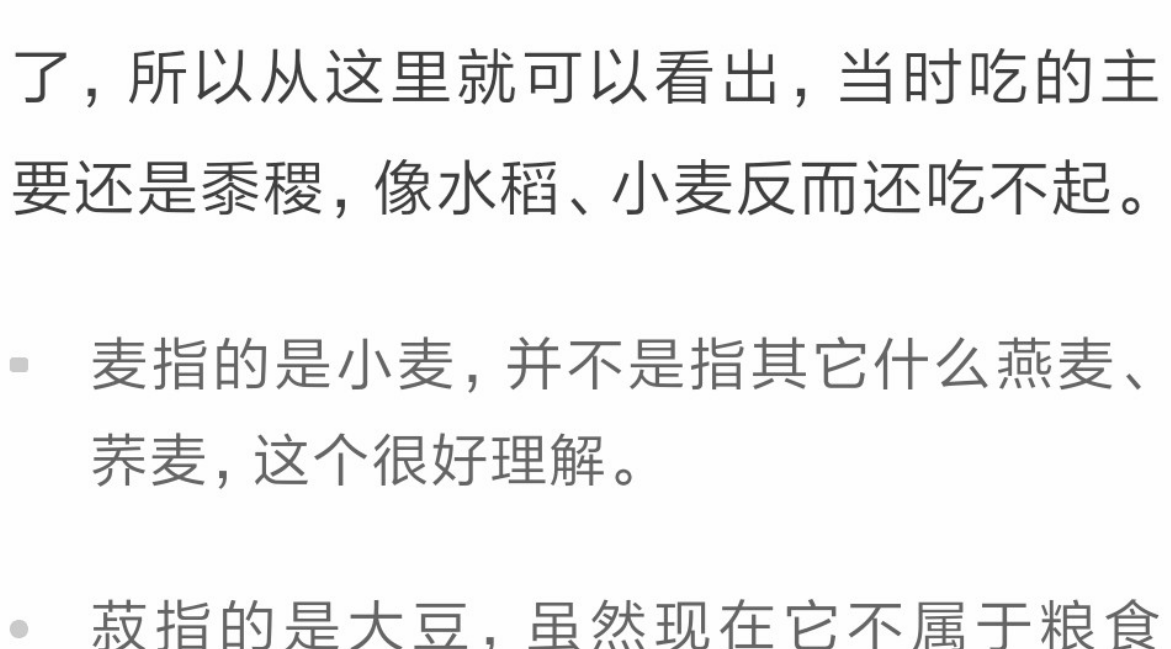 了，所以从这里就可以看出，当时吃的主
要还是黍稷，像水稻、小麦反而还吃不起。
麦指的是小麦，并不是指其它什么燕麦、
荞麦，这个很好理解。
菽指的是大豆，虽然现在它不属于粮食